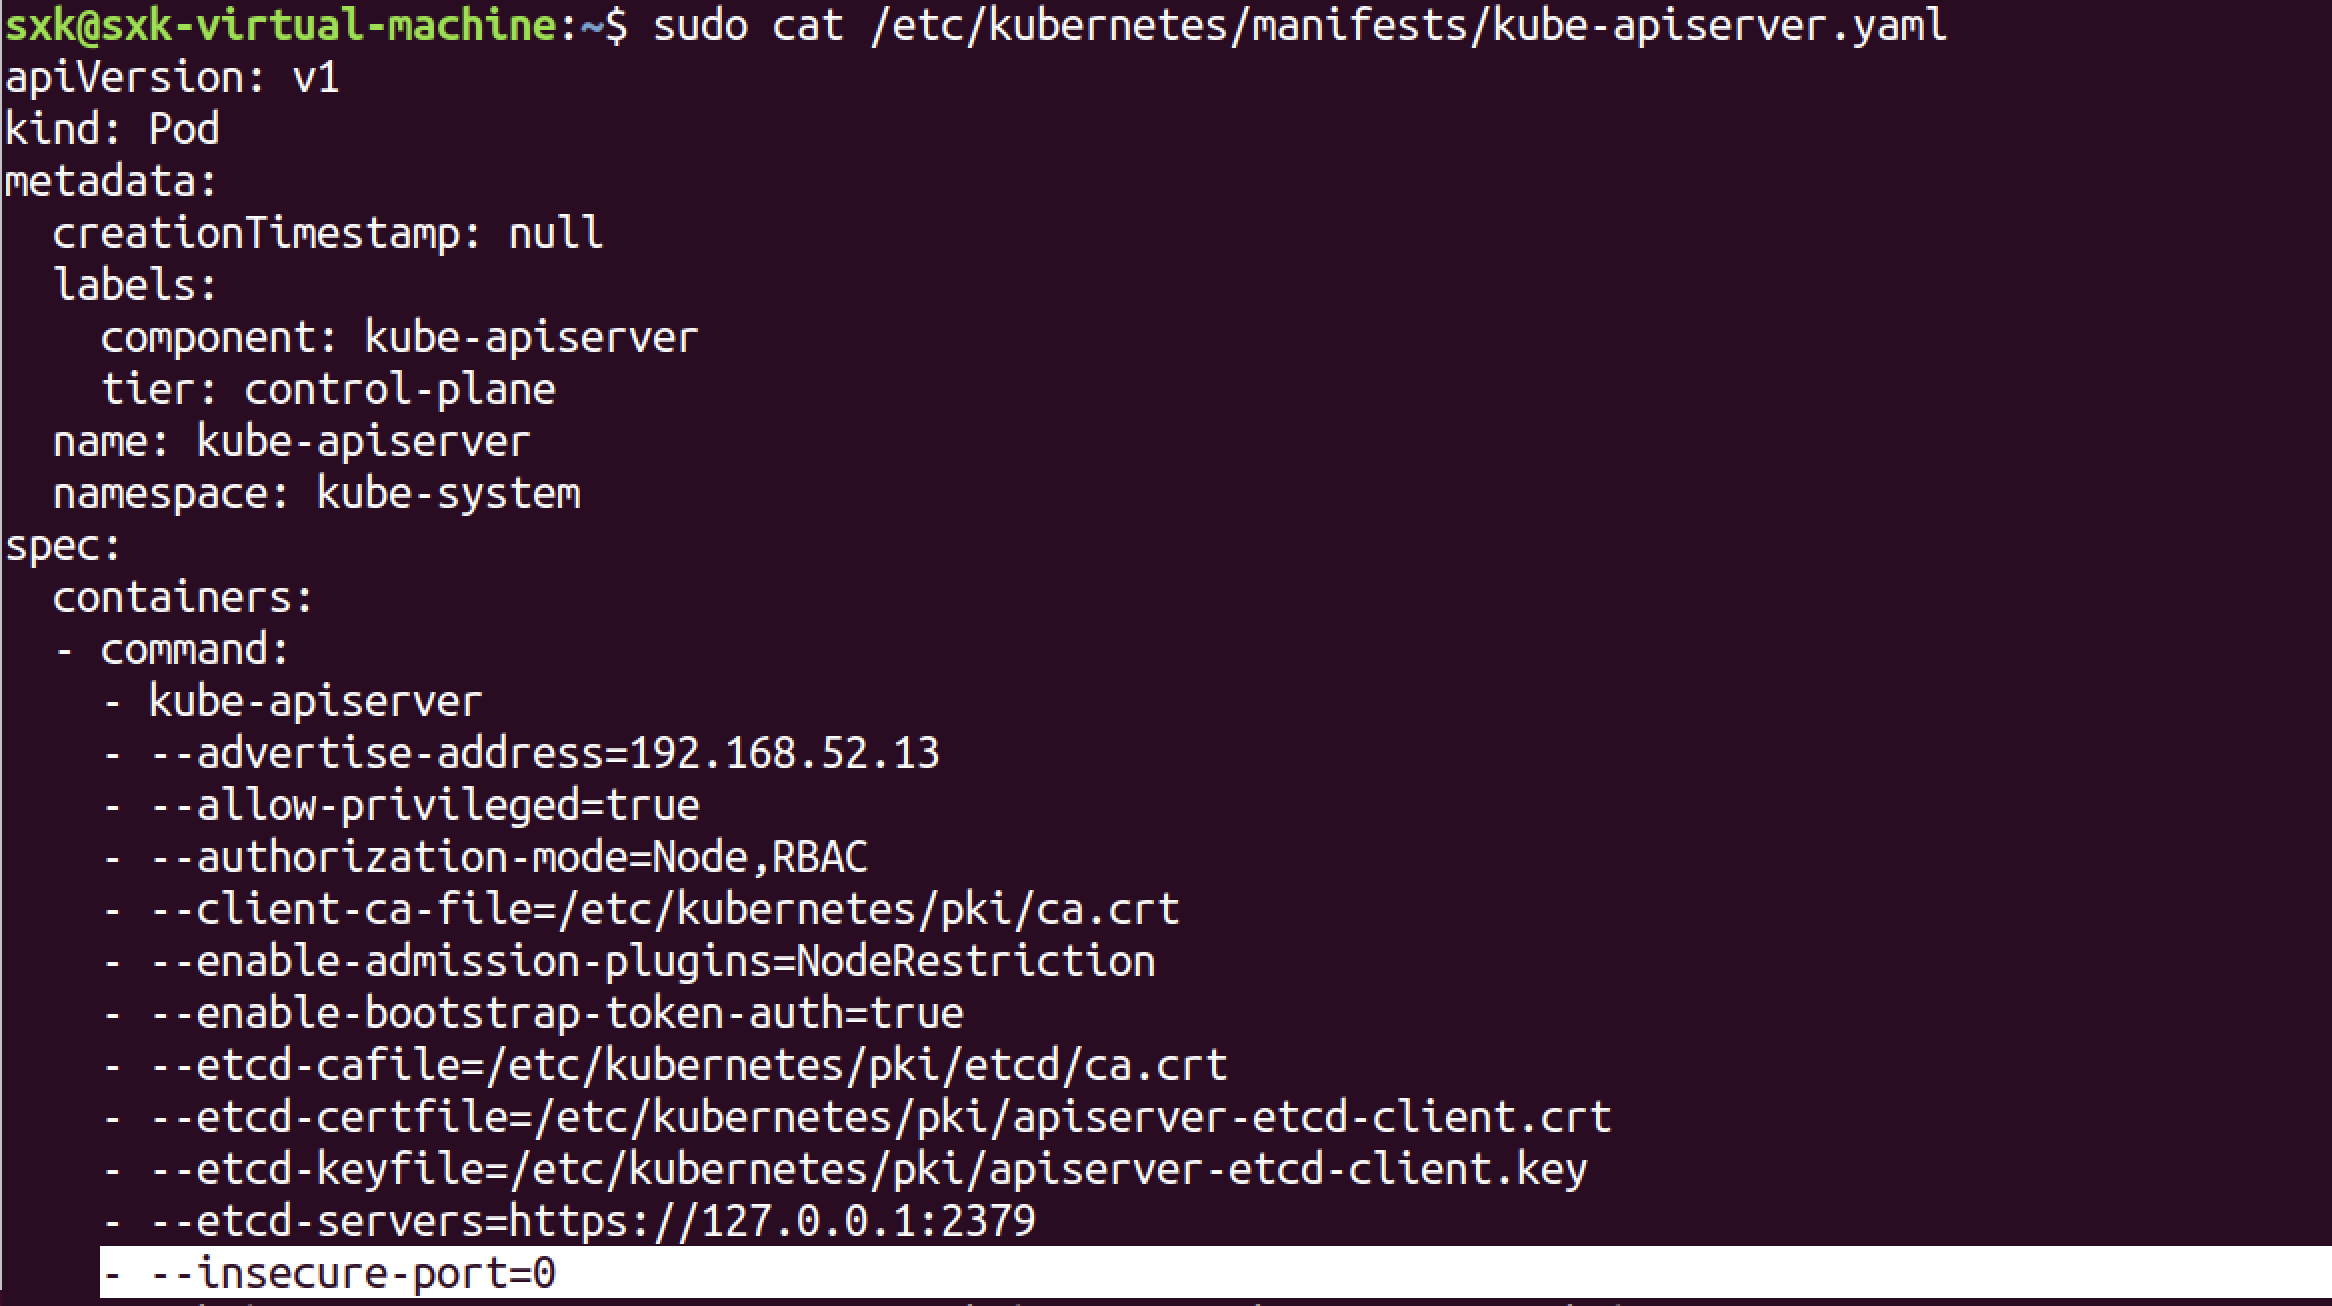 sxk@sxk-virtual-machine:~$ sudo cat /etc/kubernetes/manifests/kube-apiserver.yaml
apiVersion: v1
kind: Pod
metadata:
  creationTimestamp: null
  labels:
    component: kube-apiserver
    tier: control-plane
  name: kube-apiserver
  namespace: kube-system
spec:
  containers:
  - command:
    - kube-apiserver
    - --advertise-address=192.168.52.13
    - --allow-privileged=true
    - --authorization-mode=Node,RBAC
    - --client-ca-file=/etc/kubernetes/pki/ca.crt
    - --enable-admission-plugins=NodeRestriction
    - --enable-bootstrap-token-auth=true
    - --etcd-cafile=/etc/kubernetes/pki/etcd/ca.crt
    - --etcd-certfile=/etc/kubernetes/pki/apiserver-etcd-client.crt
    - --etcd-keyfile=/etc/kubernetes/pki/apiserver-etcd-client.key
    - --etcd-servers=https://127.0.0.1:2379
    - --insecure-port=0